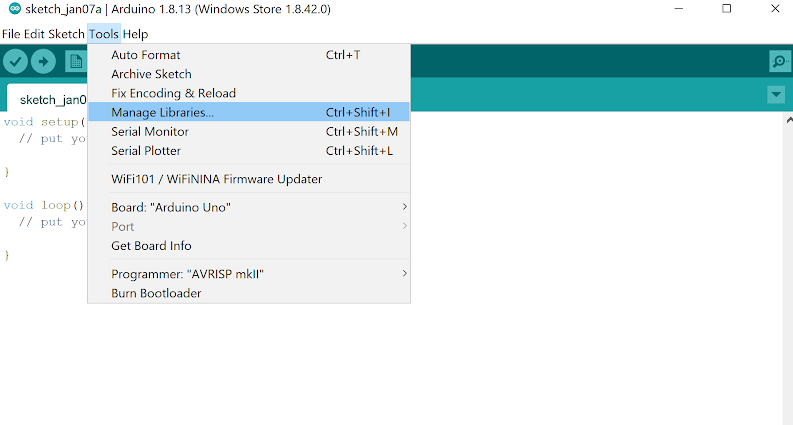 sketch_jan07a | Arduino 1.8.13 (Windows Store 1.8.42.0)
File Edit Sketch Tools Help
sketch_jan0
Auto Format Ctrl+T
Archive Sketch
Fix Encoding & Reload
Manage Libraries... Ctrl+Shift+I
Serial Monitor Ctrl+Shift+M
Serial Plotter Ctrl+Shift+L
WiFi101 / WiFiNINA Firmware Updater
Board: "Arduino Uno"
Port
Get Board Info
Programmer: "AVRISP mkII"
Burn Bootloader
void setup(
// put yo
}
void loop()
// put yo
}